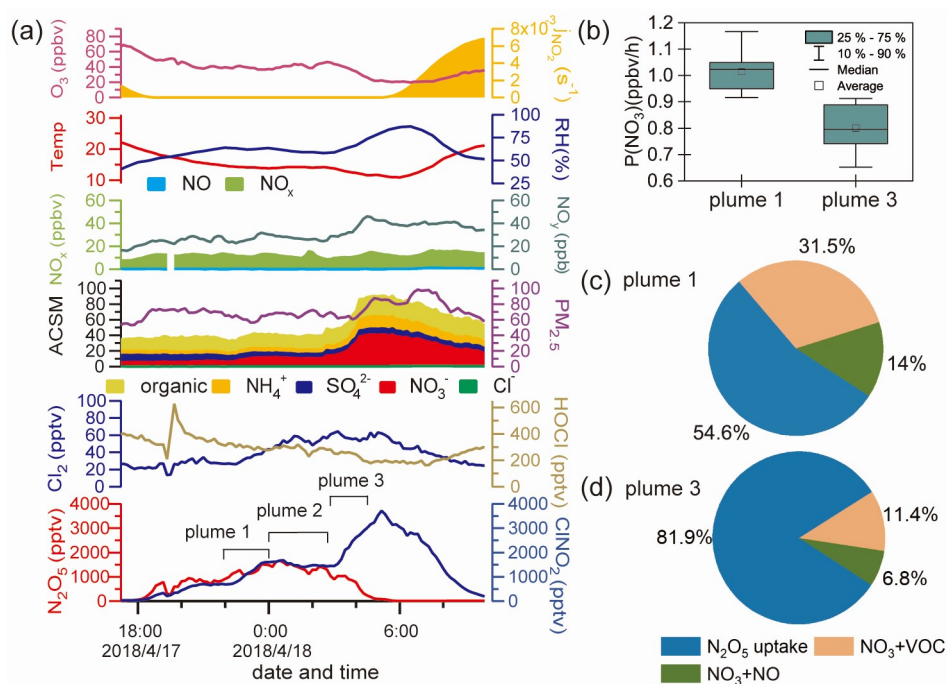 (a)
O₃ (ppbv)
80
60
40
20
0
8x10⁻³
6
4
2
0
jNO₂ (s⁻¹)
Temp
30
20
10
100
75
50
25
RH(%)
NO
NOₓ
NOₓ (ppbv)
60
40
20
0
60
40
20
0
NOy (ppb)
ACSM
100
80
60
40
20
0
100
80
60
40
20
0
PM₂.₅
organic
NH₄⁺
SO₄²⁻
NO₃⁻
Cl⁻
Cl₂ (pptv)
80
60
40
20
0
600
400
200
0
HOCl (pptv)
N₂O₅ (pptv)
4000
3000
2000
1000
0
plume 1
plume 2
plume 3
4000
3000
2000
1000
0
ClNO₂ (pptv)
18:00
0:00
6:00
2018/4/17
2018/4/18
date and time
(b)
P(NO₃)(ppbv/h)
1.2
1.1
1.0
0.9
0.8
0.7
0.6
25 % - 75 %
10 % - 90 %
Median
Average
plume 1
plume 3
(c)
plume 1
31.5%
14%
54.6%
(d)
plume 3
81.9%
11.4%
6.8%
N₂O₅ uptake
NO₃+VOC
NO₃+NO